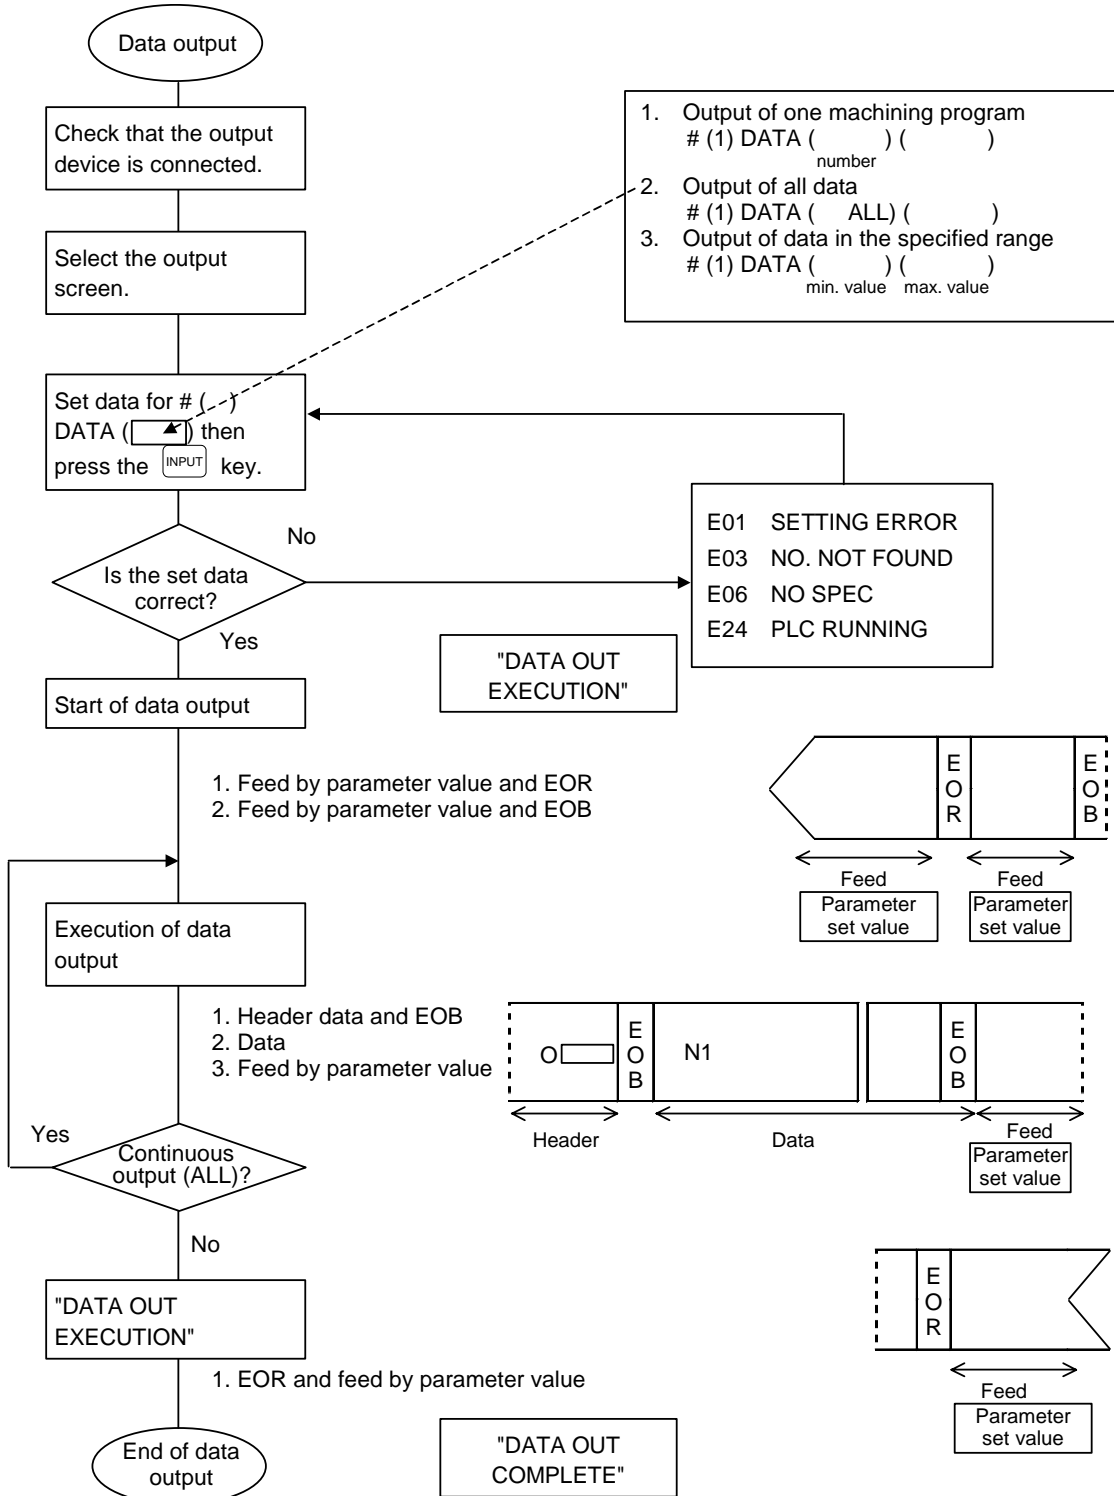 Data output
Check that the output
device is connected.
Select the output
screen.
Set data for # (   )
DATA (      ) then
press the INPUT key.
1. Output of one machining program
# (1) DATA (      ) (      )
number
2. Output of all data
# (1) DATA (   ALL) (      )
3. Output of data in the specified range
# (1) DATA (      ) (      )
min. value max. value
No
Is the set data
correct?
Yes
E01 SETTING ERROR
E03 NO. NOT FOUND
E06 NO SPEC
E24 PLC RUNNING
"DATA OUT
EXECUTION"
Start of data output
1. Feed by parameter value and EOR
2. Feed by parameter value and EOB
EOR
EOB
Feed
Parameter
set value
Feed
Parameter
set value
Execution of data
output
1. Header data and EOB
2. Data
3. Feed by parameter value
O
EOB
N1
EOB
Header
Data
Feed
Parameter
set value
Yes
Continuous
output (ALL)?
No
"DATA OUT
EXECUTION"
1. EOR and feed by parameter value
EOR
Feed
Parameter
set value
End of data
output
"DATA OUT
COMPLETE"